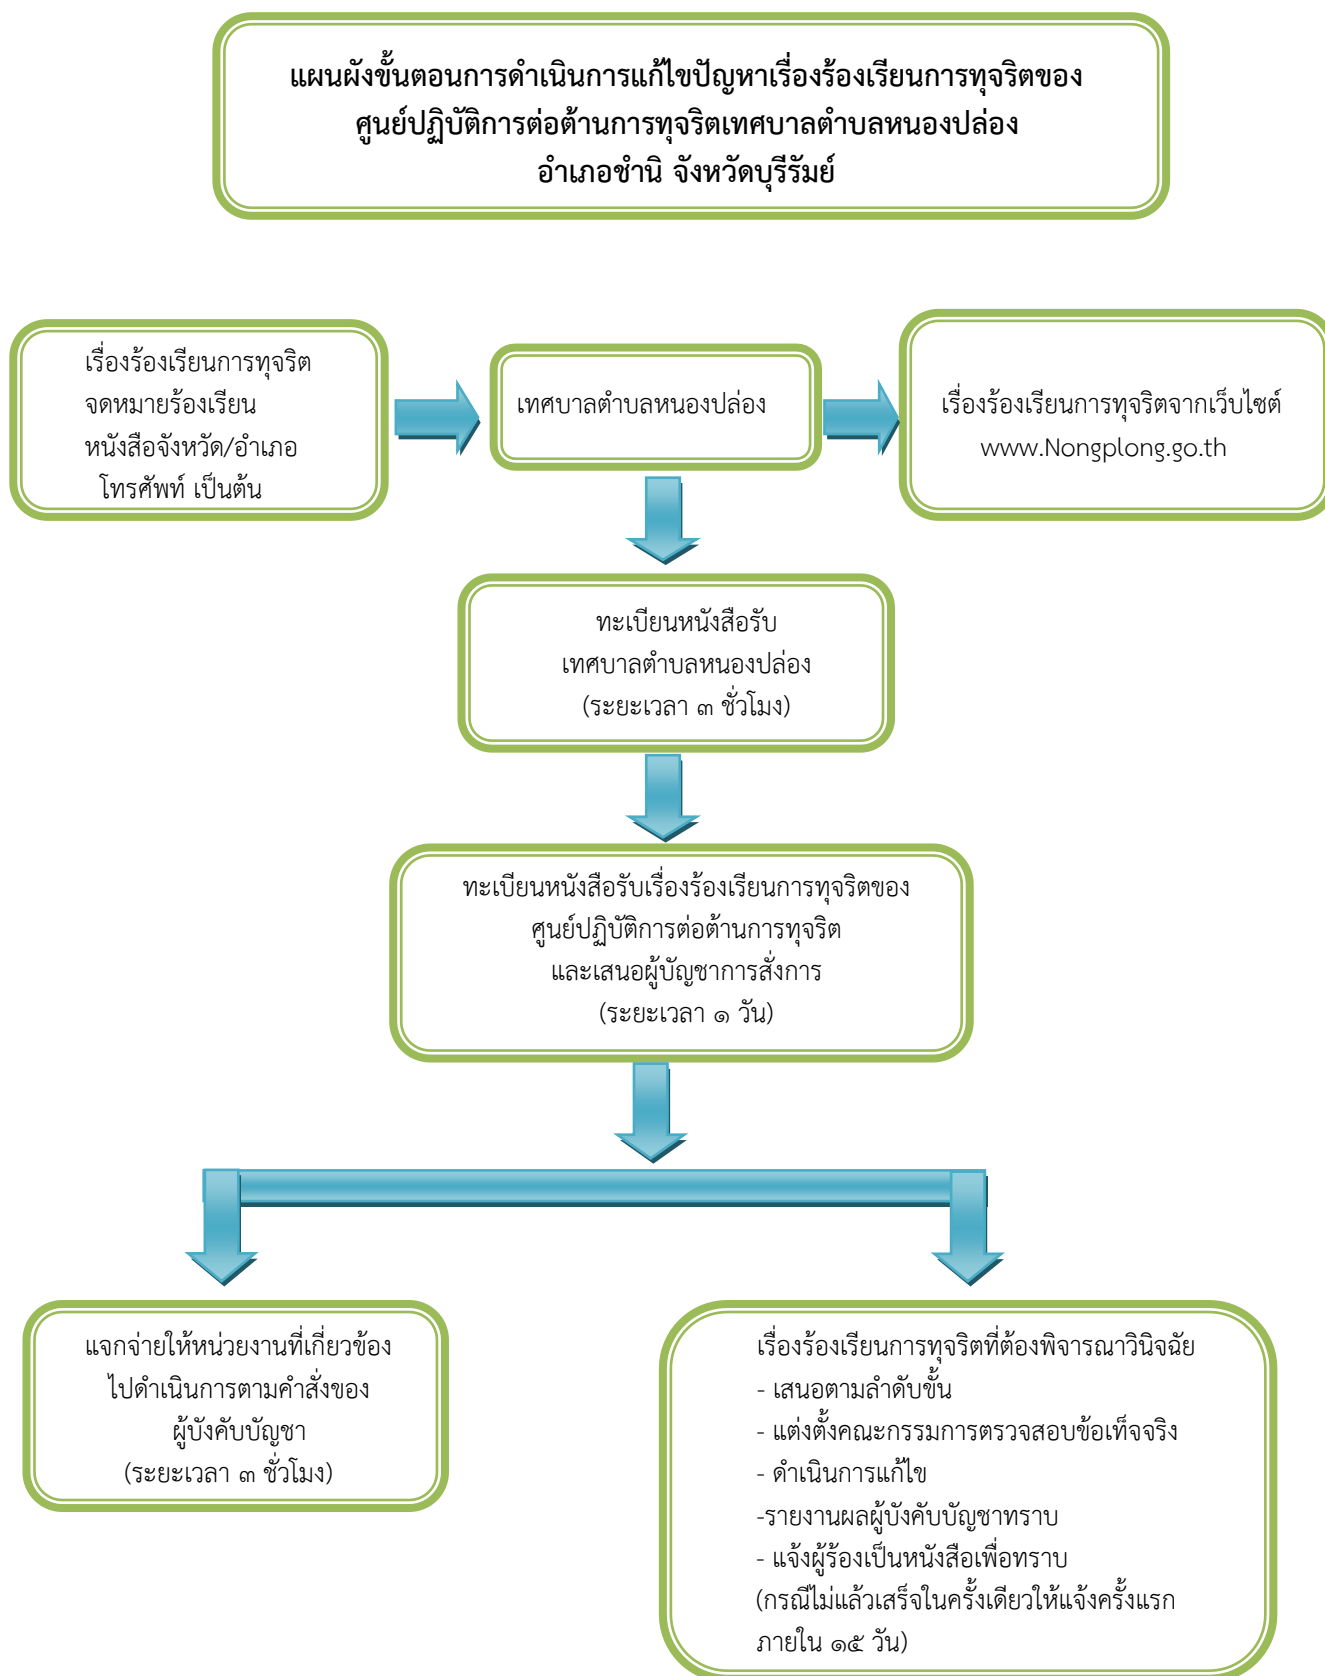 แผนผังขั้นตอนการดำเนินการแก้ไขปัญหาเรื่องร้องเรียนการทุจริตของ
ศูนย์ปฏิบัติการต่อต้านการทุจริตเทศบาลตำบลหนองปล่อง
อำเภอชำนิ จังหวัดบุรีรัมย์
เรื่องร้องเรียนการทุจริต
จดหมายร้องเรียน
หนังสือจังหวัด/อำเภอ
โทรศัพท์ เป็นต้น
เทศบาลตำบลหนองปล่อง
เรื่องร้องเรียนการทุจริตจากเว็บไซต์
www.Nongplong.go.th
ทะเบียนหนังสือรับ
เทศบาลตำบลหนองปล่อง
(ระยะเวลา ๓ ชั่วโมง)
ทะเบียนหนังสือรับเรื่องร้องเรียนการทุจริตของ
ศูนย์ปฏิบัติการต่อต้านการทุจริต
และเสนอผู้บัญชาการสั่งการ
(ระยะเวลา ๑ วัน)
แจกจ่ายให้หน่วยงานที่เกี่ยวข้อง
ไปดำเนินการตามคำสั่งของ
ผู้บังคับบัญชา
(ระยะเวลา ๓ ชั่วโมง)
เรื่องร้องเรียนการทุจริตที่ต้องพิจารณาวินิจฉัย
- เสนอตามลำดับขั้น
- แต่งตั้งคณะกรรมการตรวจสอบข้อเท็จจริง
- ดำเนินการแก้ไข
-รายงานผลผู้บังคับบัญชาทราบ
- แจ้งผู้ร้องเป็นหนังสือเพื่อทราบ
(กรณีไม่แล้วเสร็จในครั้งเดียวให้แจ้งครั้งแรก
ภายใน ๑๕ วัน)